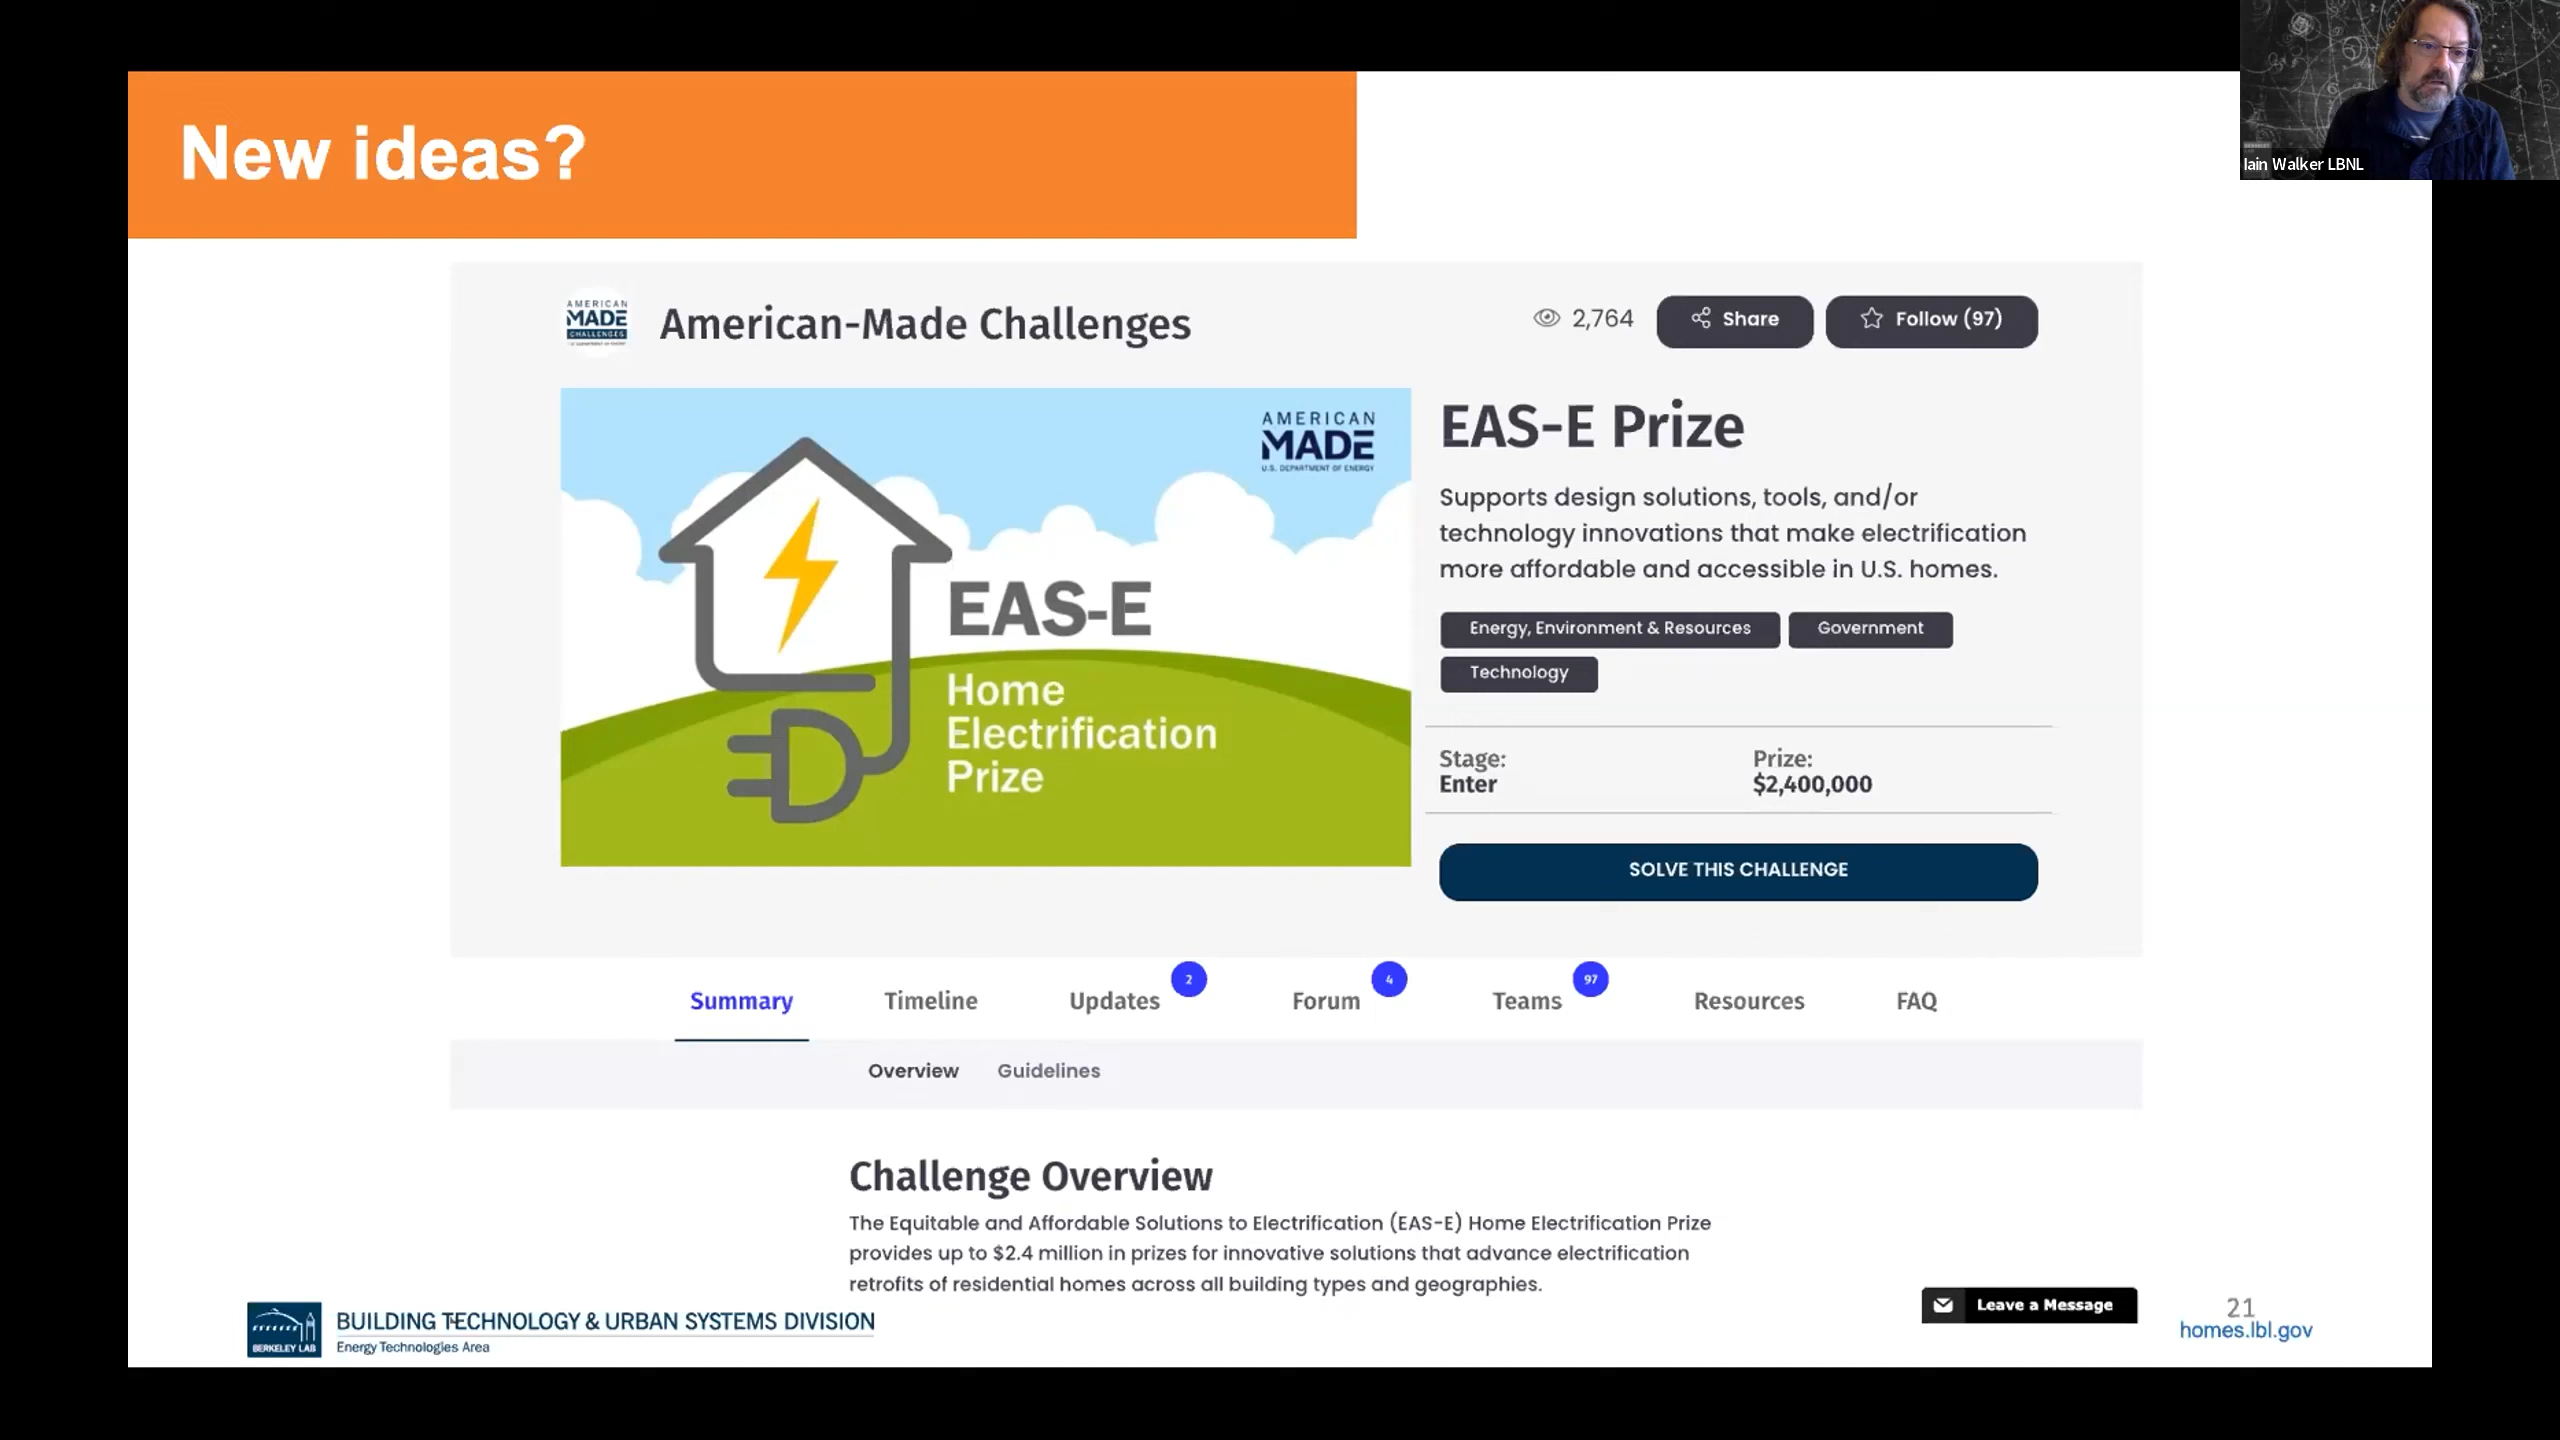 New ideas?
Iain Walker LBNL
AMERICAN
MADE
CHALLENGES
American-Made Challenges
2,764
Share
Follow (97)
AMERICAN
MADE
U.S. DEPARTMENT OF ENERGY
EAS-E
Home
Electrification
Prize
EAS-E Prize
Supports design solutions, tools, and/or
technology innovations that make electrification
more affordable and accessible in U.S. homes.
Energy, Environment & Resources
Government
Technology
Stage:
Enter
Prize:
$2,400,000
SOLVE THIS CHALLENGE
Summary
Timeline
Updates
2
Forum
4
Teams
97
Resources
FAQ
Overview
Guidelines
Challenge Overview
The Equitable and Affordable Solutions to Electrification (EAS-E) Home Electrification Prize
provides up to $2.4 million in prizes for innovative solutions that advance electrification
retrofits of residential homes across all building types and geographies.
BERKELEY LAB
BUILDING TECHNOLOGY & URBAN SYSTEMS DIVISION
Energy Technologies Area
Leave a Message
21
homes.lbl.gov